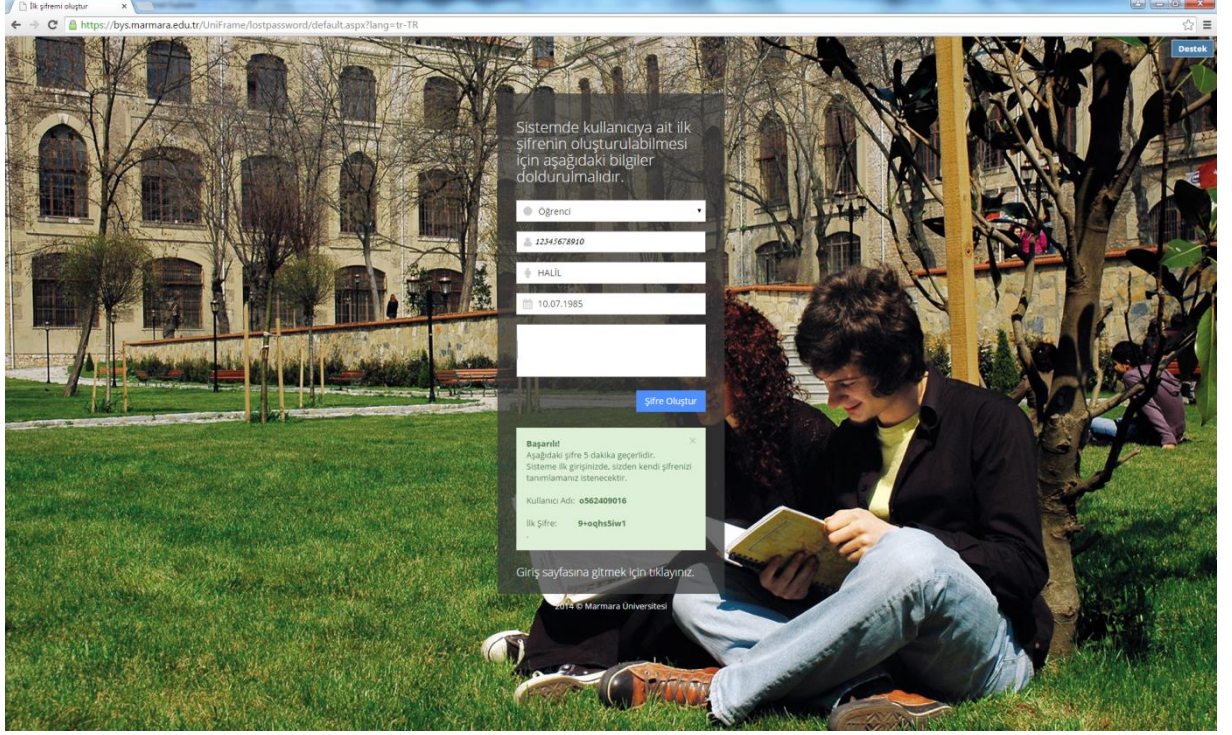 İlk şifremi oluştur
https://bys.marmara.edu.tr/UniFrame/lostpassword/default.aspx?lang=tr-TR
Destek
Sistemde kullanıcıya ait ilk
şifrenin oluşturulabilmesi
için aşağıdaki bilgiler
doldurulmalıdır.
Öğrenci
12345678910
HALİL
10.07.1985
Şifre Oluştur
Başarılı!
Aşağıdaki şifre 5 dakika geçerlidir.
Sisteme ilk girişinizde, sizden kendi şifrenizi
tanımlamanız istenecektir.
Kullanıcı Adı: o562409016
İlk Şifre: 9+oqhs5iw1
.
Giriş sayfasına gitmek için tıklayınız.
2014 © Marmara Üniversitesi